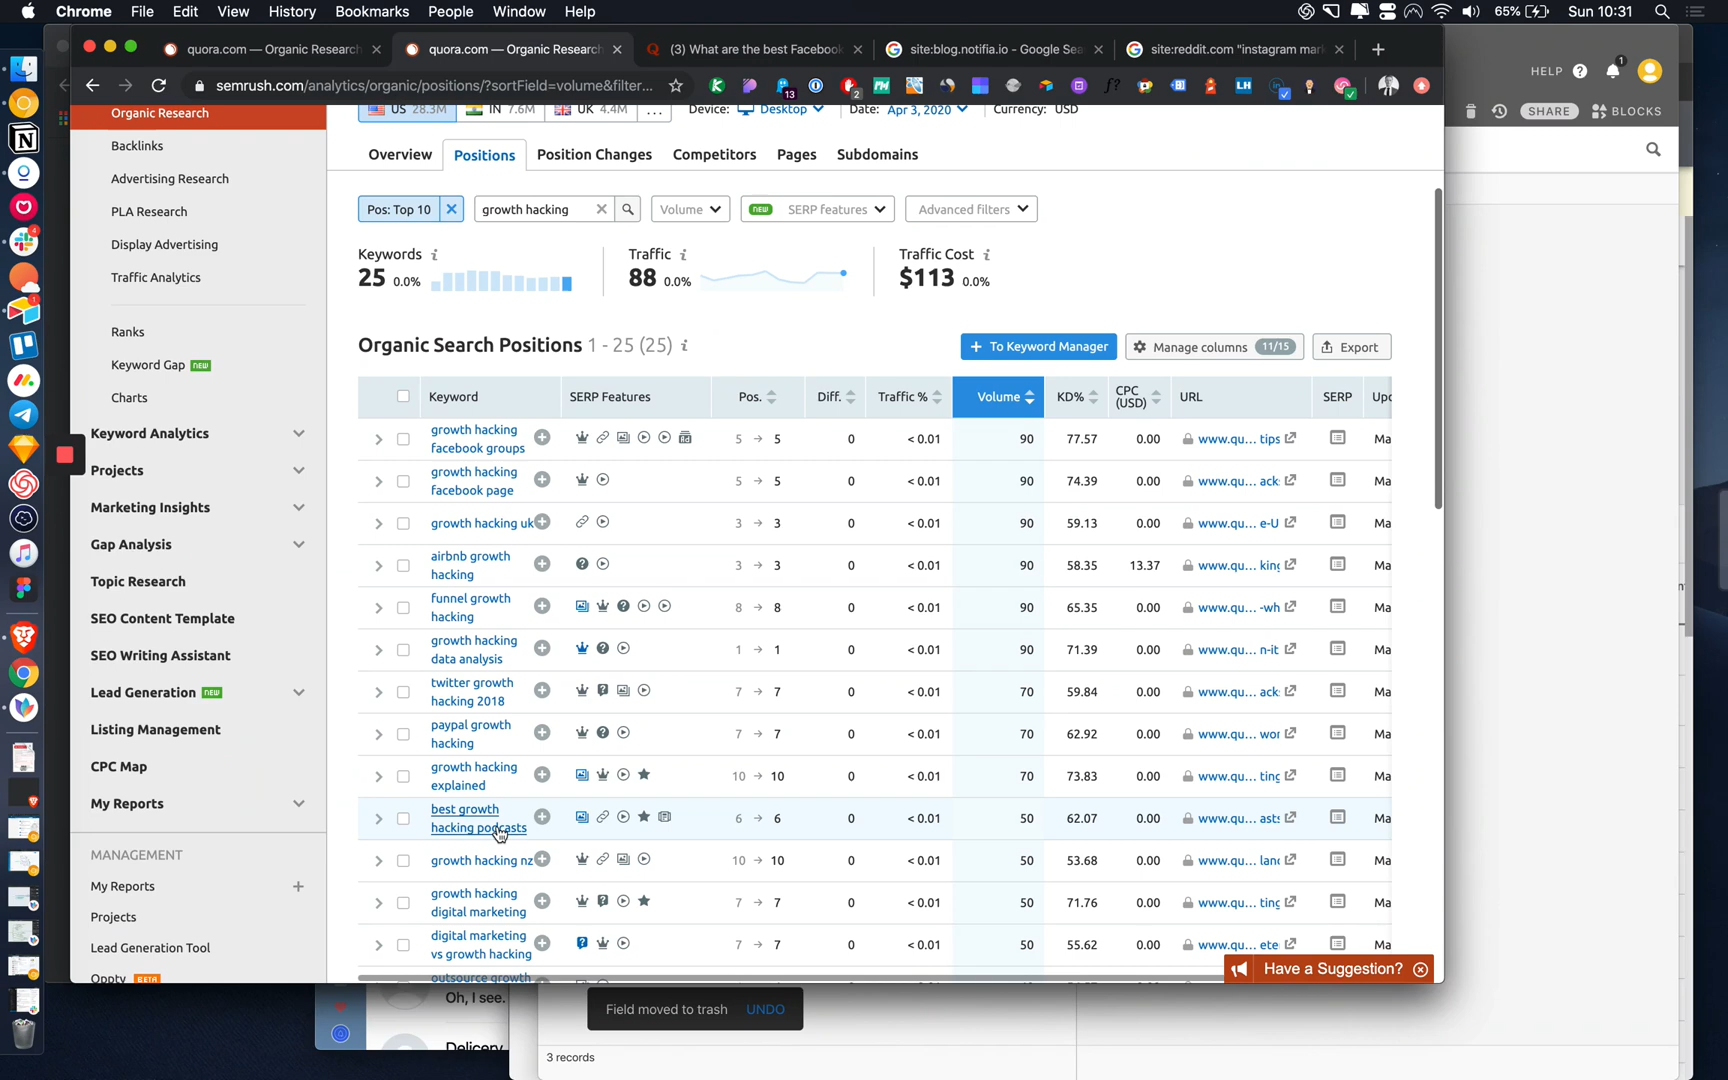 Chrome File Edit View History Bookmarks People Window Help 65% Sun 10:31
quora.com — Organic Research quora.com — Organic Research (3) What are the best Facebook site:blog.notifia.io - Google Sea site:reddit.com "instagram mar
semrush.com/analytics/organic/positions/?sortField=volume&filter...
HELP
SHARE BLOCKS
Organic Research
Backlinks
Advertising Research
PLA Research
Display Advertising
Traffic Analytics
Ranks
Keyword Gap NEW
Charts
Keyword Analytics
Projects
Marketing Insights
Gap Analysis
Topic Research
SEO Content Template
SEO Writing Assistant
Lead Generation NEW
Listing Management
CPC Map
My Reports
MANAGEMENT
My Reports
Projects
Lead Generation Tool
Oppty BETA
US 28.3M IN 7.6M UK 4.4M ... Device: Desktop Date: Apr 3, 2020 Currency: USD
Overview Positions Position Changes Competitors Pages Subdomains
Pos: Top 10 growth hacking Volume NEW SERP features Advanced filters
Keywords Traffic Traffic Cost
25 0.0% 88 0.0% $113 0.0%
Organic Search Positions 1 - 25 (25) To Keyword Manager Manage columns 11/15 Export
Keyword SERP Features Pos. Diff. Traffic % Volume KD% CPC (USD) URL SERP Upc
growth hacking facebook groups 5 → 5 0 < 0.01 90 77.57 0.00 www.qu... tips Ma
growth hacking facebook page 5 → 5 0 < 0.01 90 74.39 0.00 www.qu... ack Ma
growth hacking uk 3 → 3 0 < 0.01 90 59.13 0.00 www.qu... e-U Ma
airbnb growth hacking 3 → 3 0 < 0.01 90 58.35 13.37 www.qu... king Ma
funnel growth hacking 8 → 8 0 < 0.01 90 65.35 0.00 www.qu... -wh Ma
growth hacking data analysis 1 → 1 0 < 0.01 90 71.39 0.00 www.qu... n-it Ma
twitter growth hacking 2018 7 → 7 0 < 0.01 70 59.84 0.00 www.qu... ack Ma
paypal growth hacking 7 → 7 0 < 0.01 70 62.92 0.00 www.qu... wor Ma
growth hacking explained 10 → 10 0 < 0.01 70 73.83 0.00 www.qu... ting Ma
best growth hacking podcasts 6 → 6 0 < 0.01 50 62.07 0.00 www.qu... asts Ma
growth hacking nz 10 → 10 0 < 0.01 50 53.68 0.00 www.qu... land Ma
growth hacking digital marketing 7 → 7 0 < 0.01 50 71.76 0.00 www.qu... ting Ma
digital marketing vs growth hacking 7 → 7 0 < 0.01 50 55.62 0.00 www.qu... ete Ma
outsource growth
Have a Suggestion?
Oh, I see.
Delicery
Field moved to trash UNDO
3 records